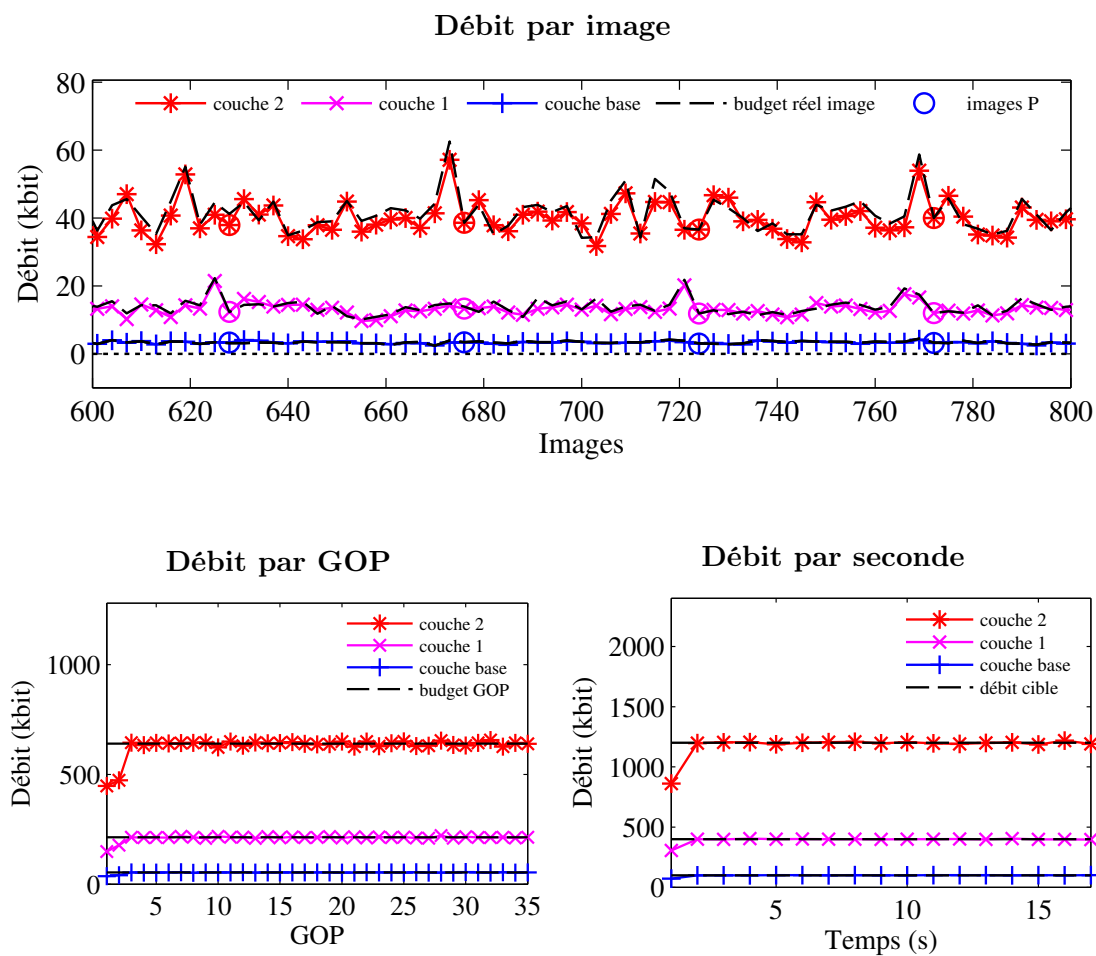 Débit par image
80
couche 2 couche 1 couche base budget réel image images P
60
40
20
0
Débit (kbit)
600 620 640 660 680 700 720 740 760 780 800
Images
Débit par GOP
couche 2
couche 1
couche base
budget GOP
1000
500
0
Débit (kbit)
5 10 15 20 25 30 35
GOP
Débit par seconde
couche 2
couche 1
couche base
débit cible
2000
1500
1000
500
0
Débit (kbit)
5 10 15
Temps (s)